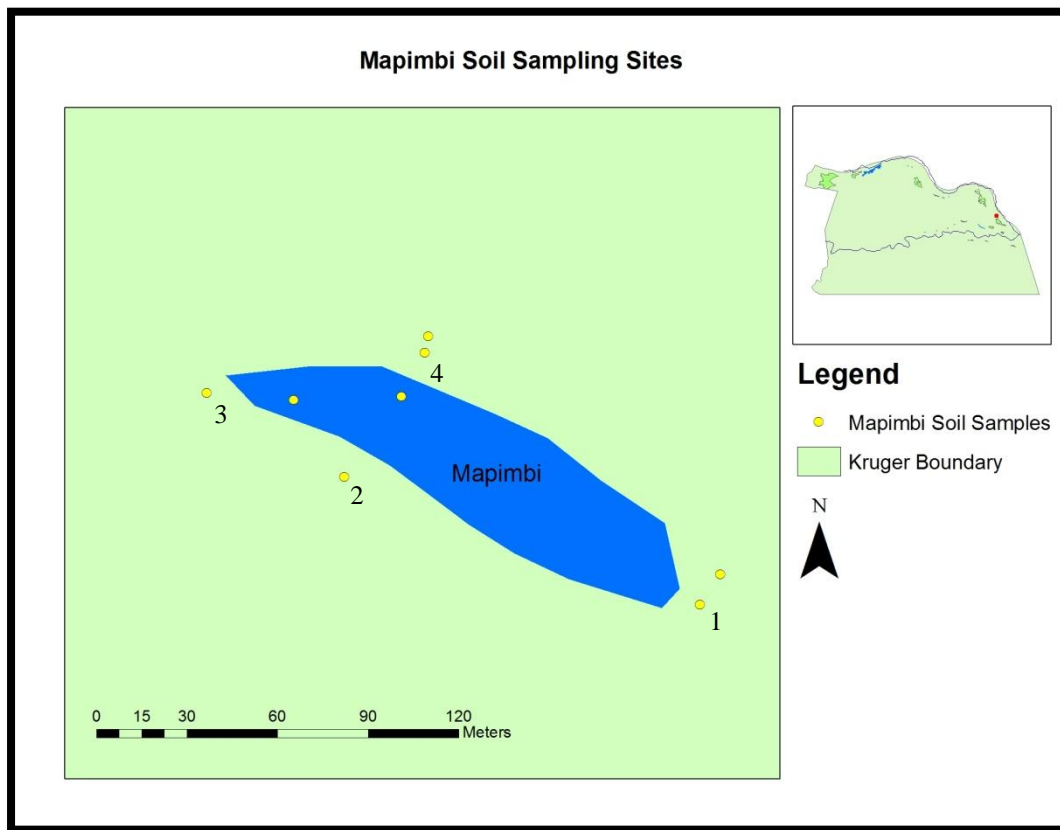 Mapimbi Soil Sampling Sites
4
3
Mapimbi
2
1
0 15 30 60 90 120
Meters
Legend
Mapimbi Soil Samples
Kruger Boundary
N